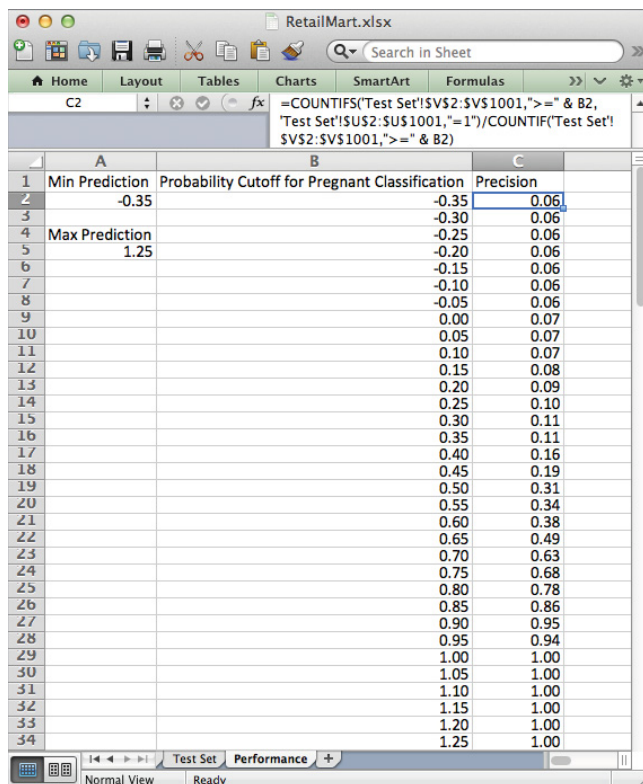 RetailMart.xlsx
Search in Sheet
Home Layout Tables Charts SmartArt Formulas
C2 fx =COUNTIFS('Test Set'!$V$2:$V$1001,">=" & B2,
'Test Set'!$U$2:$U$1001,"=1")/COUNTIF('Test Set'!
$V$2:$V$1001,">=" & B2)
A B C
1 Min Prediction Probability Cutoff for Pregnant Classification Precision
2 -0.35 -0.35 0.06
3 -0.30 0.06
4 Max Prediction -0.25 0.06
5 1.25 -0.20 0.06
6 -0.15 0.06
7 -0.10 0.06
8 -0.05 0.06
9 0.00 0.07
10 0.05 0.07
11 0.10 0.07
12 0.15 0.08
13 0.20 0.09
14 0.25 0.10
15 0.30 0.11
16 0.35 0.11
17 0.40 0.16
18 0.45 0.19
19 0.50 0.31
20 0.55 0.34
21 0.60 0.38
22 0.65 0.49
23 0.70 0.63
24 0.75 0.68
25 0.80 0.78
26 0.85 0.86
27 0.90 0.95
28 0.95 0.94
29 1.00 1.00
30 1.05 1.00
31 1.10 1.00
32 1.15 1.00
33 1.20 1.00
34 1.25 1.00
Test Set Performance +
Normal View Ready